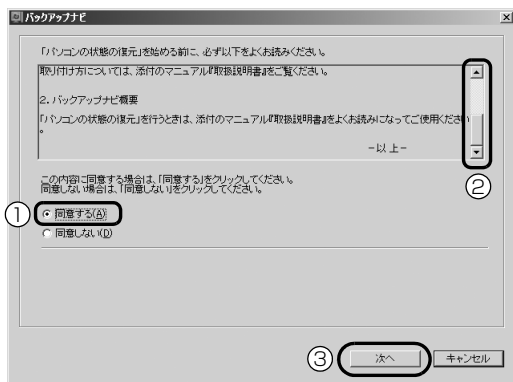 バックアップナビ
「パソコンの状態の復元」を始める前に、必ず以下をよくお読みください。
取り付け方については、添付のマニュアル『取扱説明書』をご覧ください。
2. バックアップナビ概要
「パソコンの状態の復元」を行うときは、添付のマニュアル『取扱説明書』をよくお読みになってご使用ください
。
-以 上-
②
この内容に同意する場合は、「同意する」をクリックしてください。
同意しない場合は、「同意しない」をクリックしてください。
① 同意する(A)
同意しない(D)
③ 次へ キャンセル